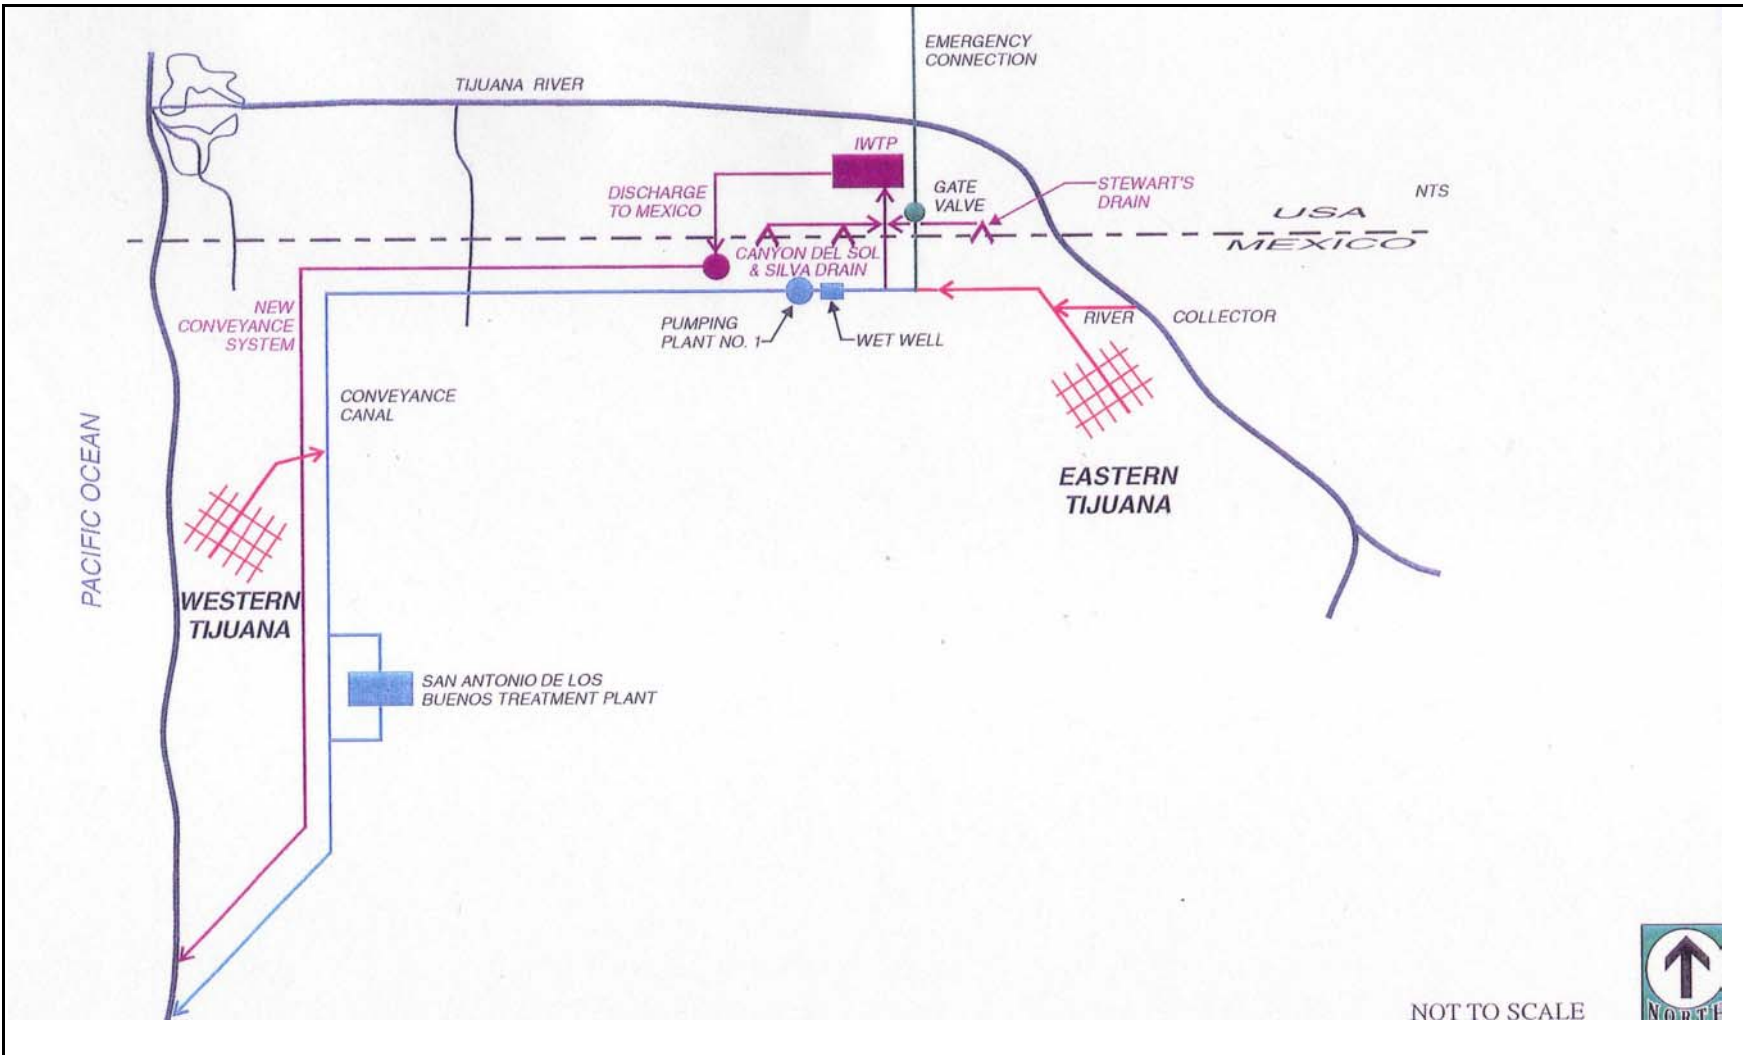 EMERGENCY
CONNECTION
TIJUANA RIVER
IWTP
DISCHARGE
TO MEXICO
GATE
VALVE
STEWART'S
DRAIN
NTS
USA
MEXICO
CANYON DEL SOL
& SILVA DRAIN
NEW
CONVEYANCE
SYSTEM
PUMPING
PLANT NO. 1
WET WELL
RIVER COLLECTOR
CONVEYANCE
CANAL
PACIFIC OCEAN
EASTERN
TIJUANA
WESTERN
TIJUANA
SAN ANTONIO DE LOS
BUENOS TREATMENT PLANT
NOT TO SCALE
NORTH